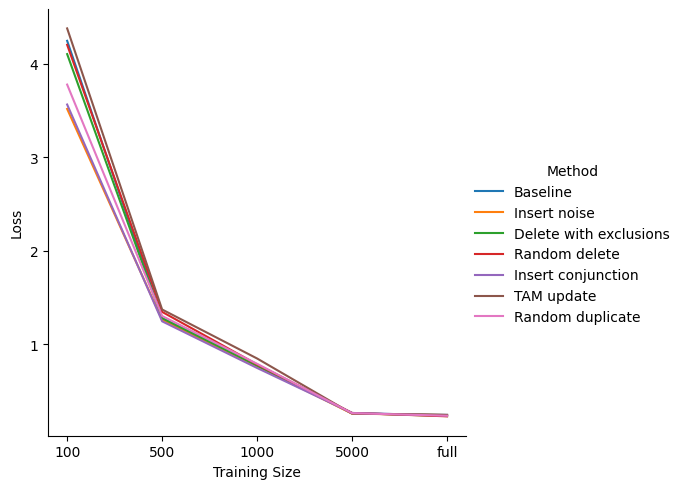 4
3
2
1
Loss
100 500 1000 5000 full
Training Size
Method
Baseline
Insert noise
Delete with exclusions
Random delete
Insert conjunction
TAM update
Random duplicate